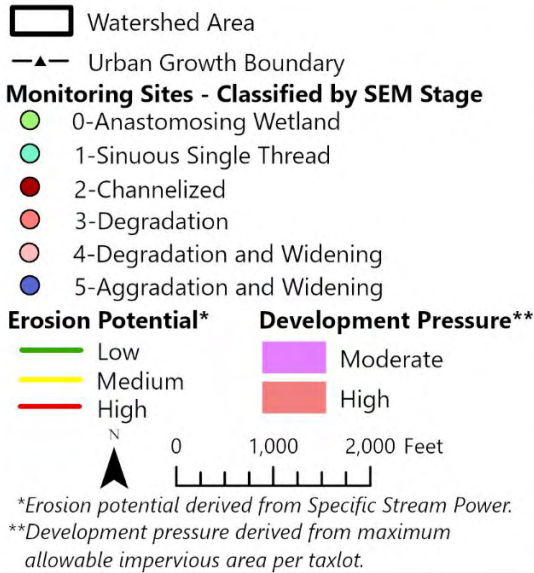 Watershed Area
Urban Growth Boundary
Monitoring Sites - Classified by SEM Stage
0-Anastomosing Wetland
1-Sinuous Single Thread
2-Channelized
3-Degradation
4-Degradation and Widening
5-Aggradation and Widening
Erosion Potential* Development Pressure**
Low
Moderate
Medium
High
High
N
0 1,000 2,000 Feet
*Erosion potential derived from Specific Stream Power.
**Development pressure derived from maximum
allowable impervious area per taxlot.